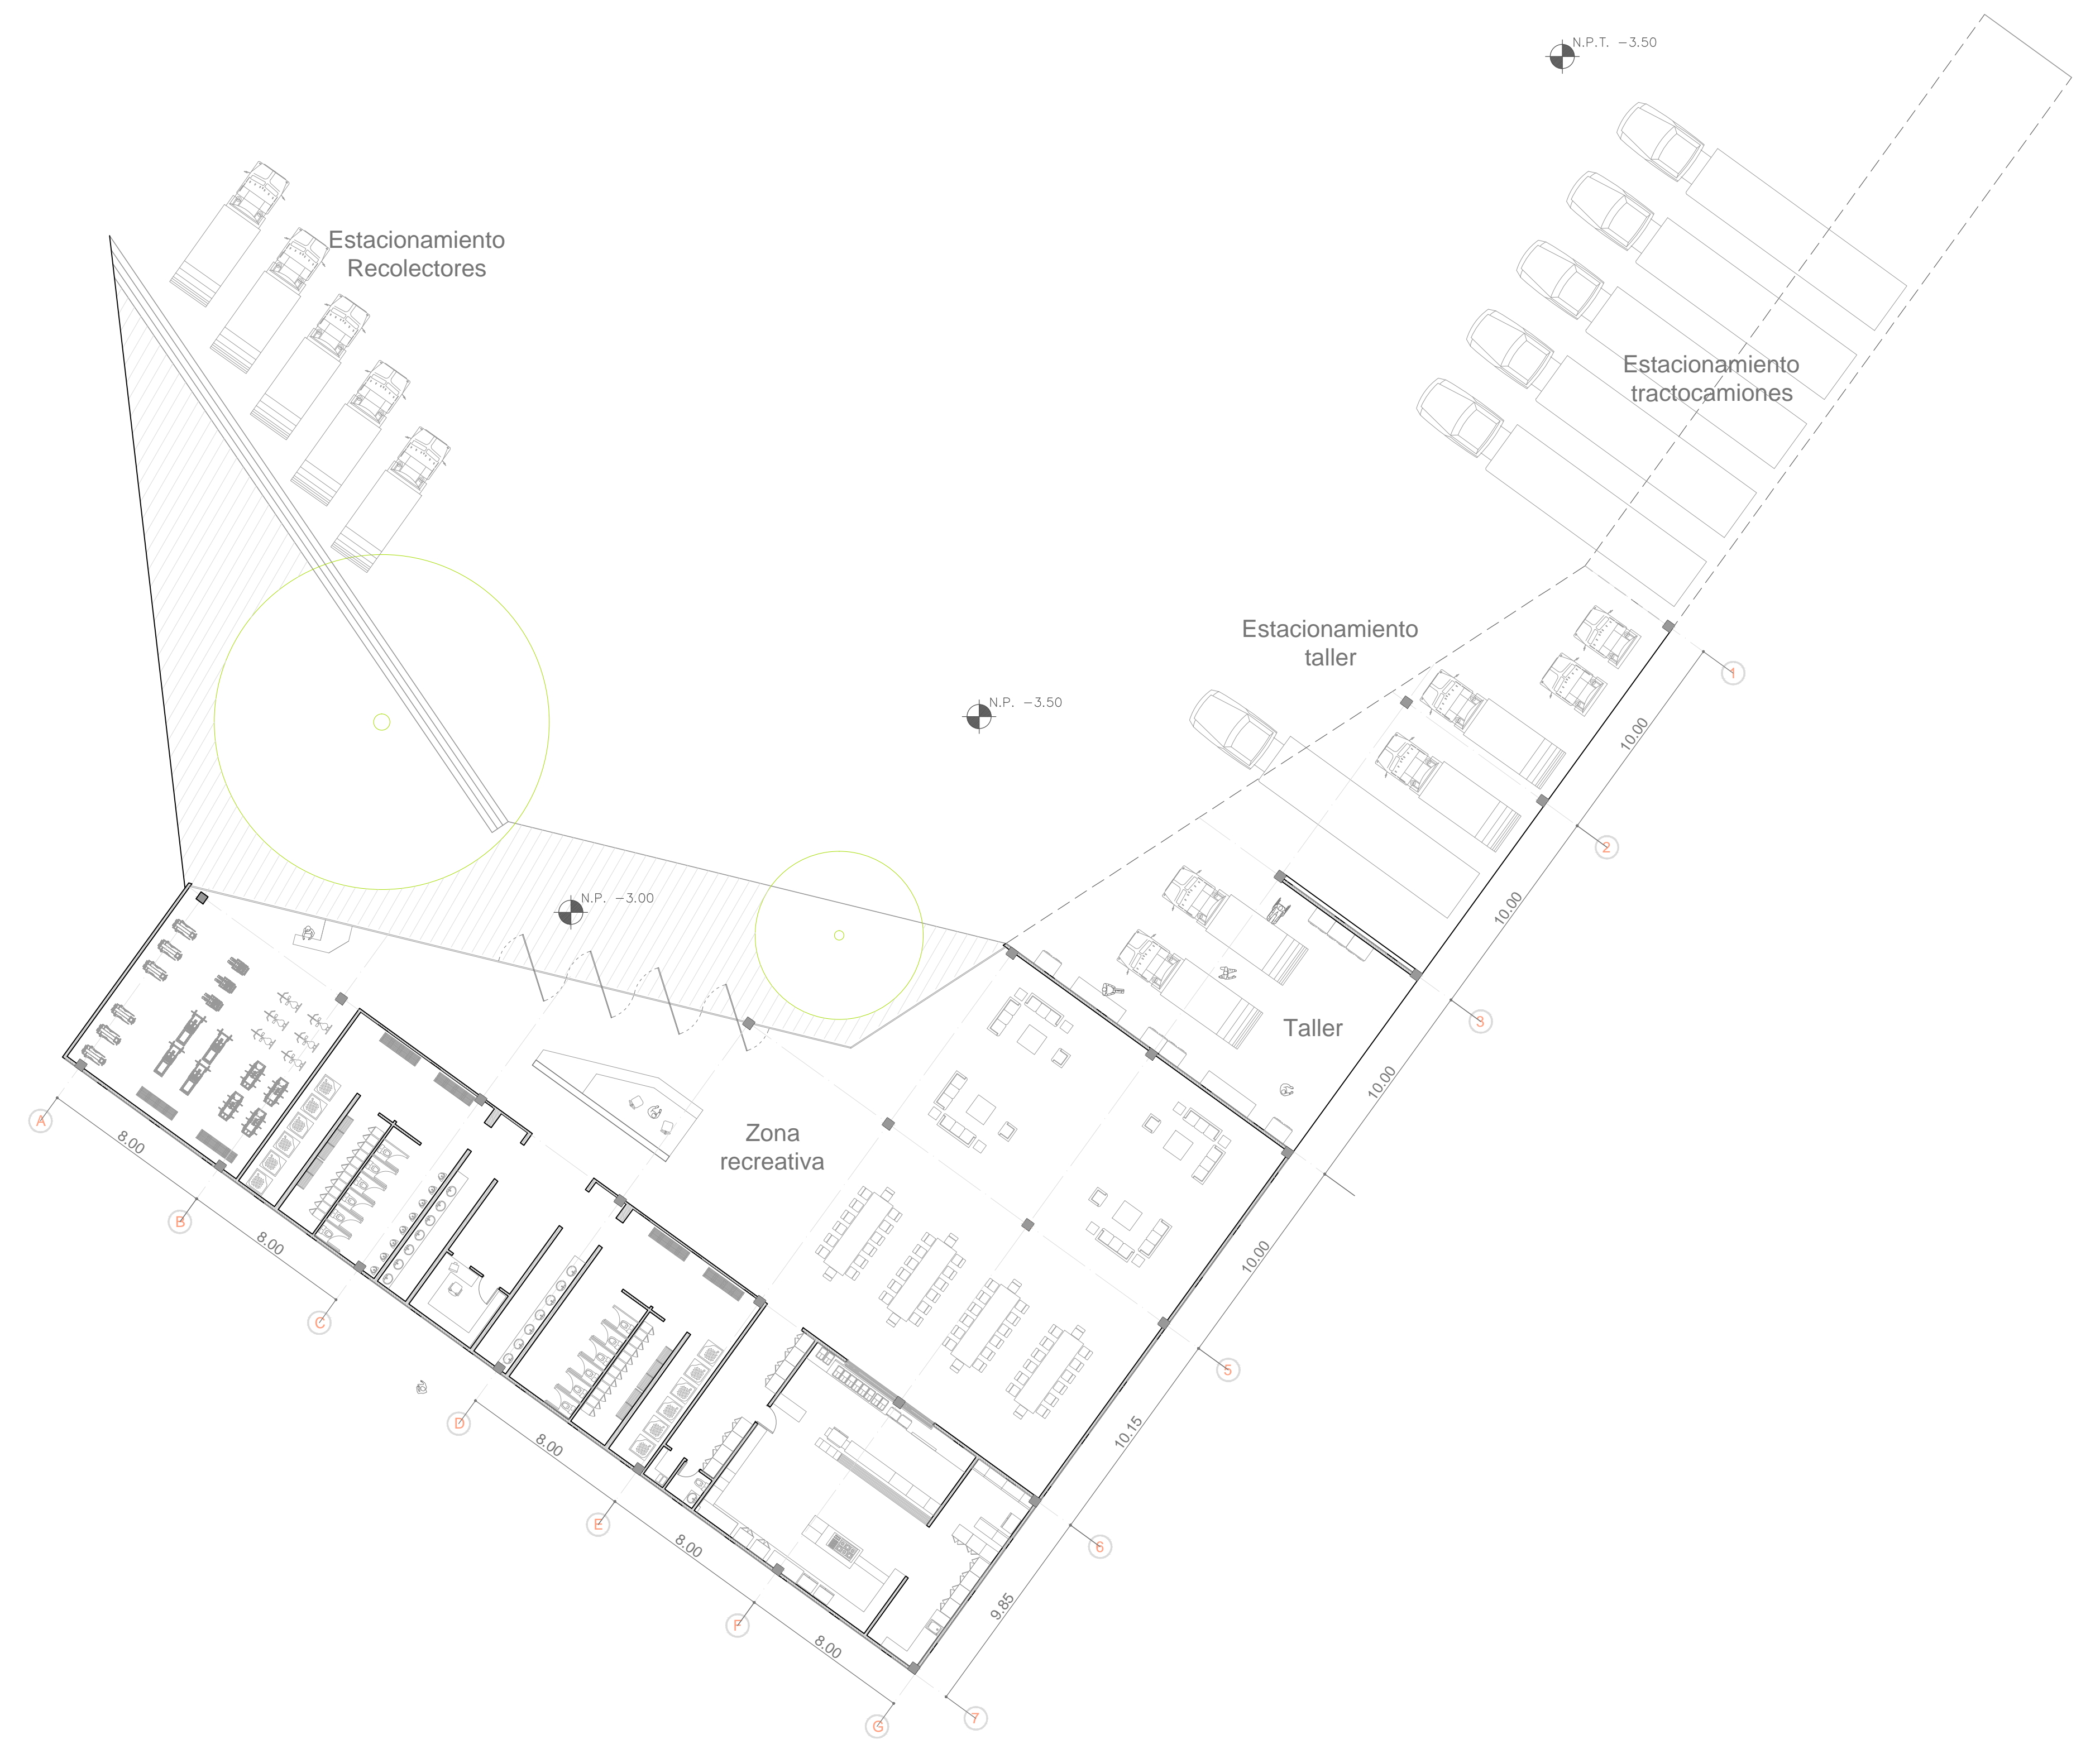 N.P.T. -3.50
Estacionamiento
Recolectores
Estacionamiento
tractocamiones
Estacionamiento
taller
N.P. -3.50
N.P. -3.00
Taller
Zona
recreativa
1
10.00
2
10.00
3
10.00
10.00
5
10.15
6
9.85
7
A
8.00
B
8.00
C
D
8.00
E
8.00
F
8.00
G